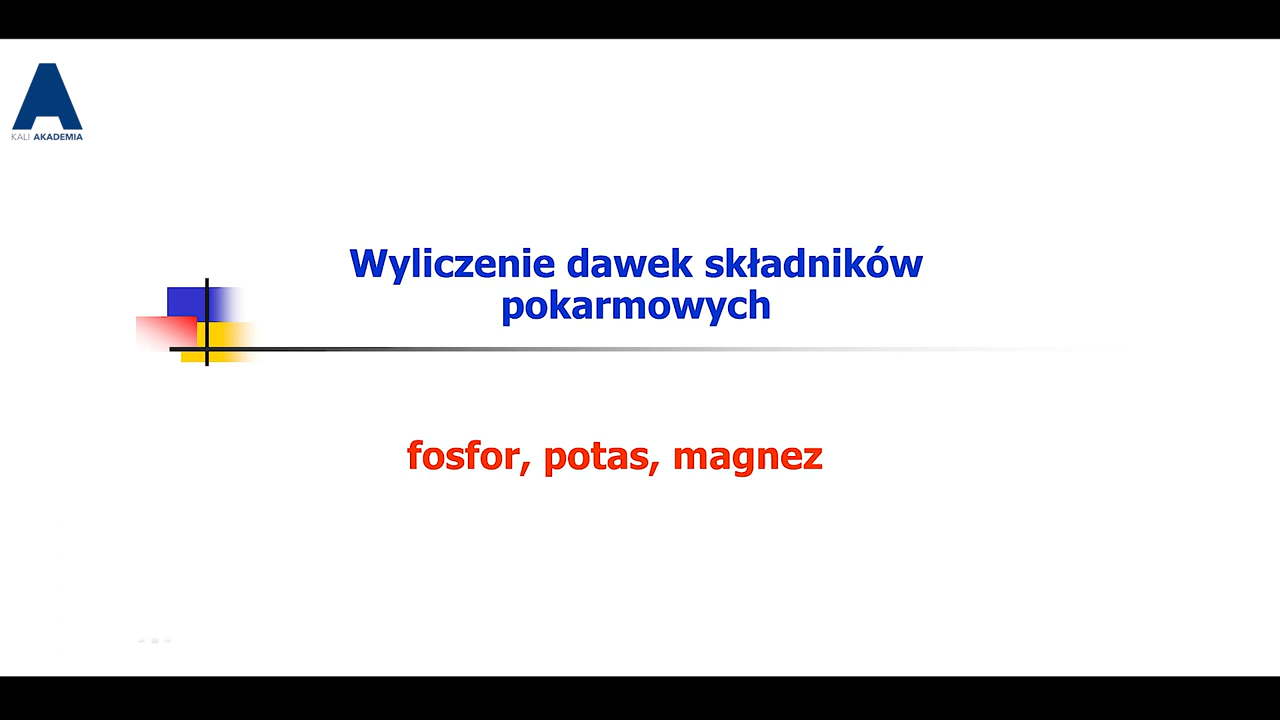 KALI AKADEMIA
Wyliczenie dawek składników
pokarmowych
fosfor, potas, magnez